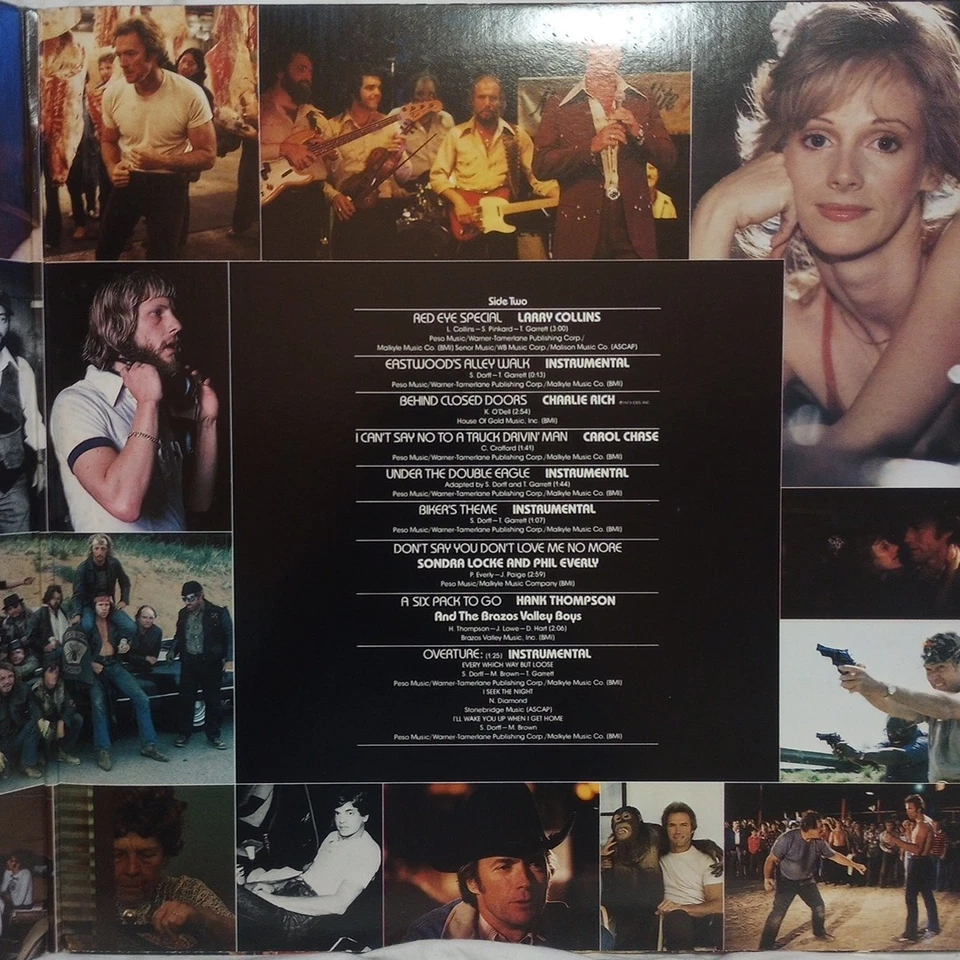 Side Two
RED EYE SPECIAL LARRY COLLINS
L. Collins – S. Pinkard – T. Garrett (3:00)
Peso Music/Warner-Tamerlane Publishing Corp./
Malkyle Music Co. (BMI) Senor Music/WB Music Corp./Malison Music Co. (ASCAP)
EASTWOOD'S ALLEY WALK INSTRUMENTAL
S. Dorff – T. Garrett (0:13)
Peso Music/Warner-Tamerlane Publishing Corp./Malkyle Music Co. (BMI)
BEHIND CLOSED DOORS CHARLIE RICH
K. O'Dell (2:54)
House Of Gold Music, Inc. (BMI)
I CAN'T SAY NO TO A TRUCK DRIVIN' MAN CAROL CHASE
C. Crofford (1:41)
Peso Music/Warner-Tamerlane Publishing Corp./Malkyle Music Co. (BMI)
UNDER THE DOUBLE EAGLE INSTRUMENTAL
Adapted by S. Dorff and T. Garrett (1:44)
Peso Music/Warner-Tamerlane Publishing Corp./Malkyle Music Co. (BMI)
BIKER'S THEME INSTRUMENTAL
S. Dorff – T. Garrett (1:07)
Peso Music/Warner-Tamerlane Publishing Corp./Malkyle Music Co. (BMI)
DON'T SAY YOU DON'T LOVE ME NO MORE
SONDRA LOCKE AND PHIL EVERLY
P. Everly – J. Paige (2:59)
Peso Music/Malkyle Music Company (BMI)
A SIX PACK TO GO HANK THOMPSON
And The Brazos Valley Boys
H. Thompson – J. Lowe – D. Hart (2:06)
Brazos Valley Music, Inc. (BMI)
OVERTURE: (1:25) INSTRUMENTAL
EVERY WHICH WAY BUT LOOSE
S. Dorff – M. Brown – T. Garrett
Peso Music/Warner-Tamerlane Publishing Corp./Malkyle Music Co. (BMI)
I SEEK THE NIGHT
N. Diamond
Stonebridge Music (ASCAP)
I'LL WAKE YOU UP WHEN I GET HOME
S. Dorff – M. Brown
Peso Music/Warner-Tamerlane Publishing Corp./Malkyle Music Co. (BMI)